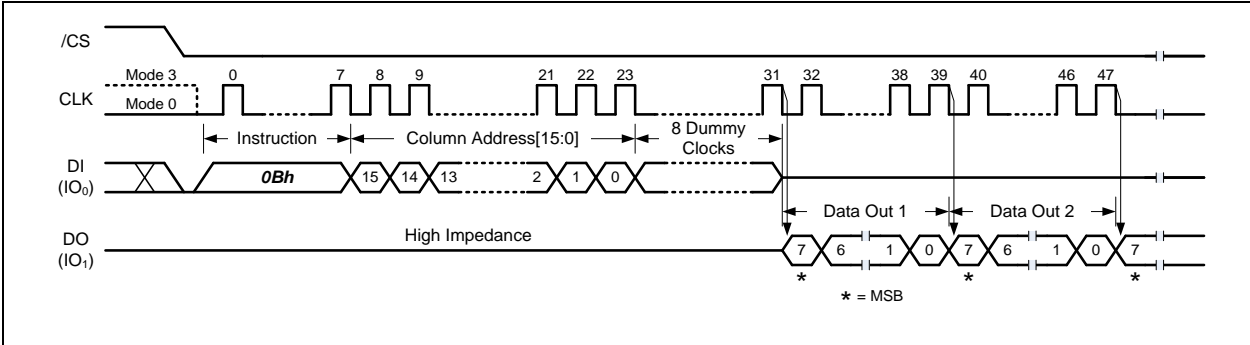 /CS
Mode 3 0 7 8 9 21 22 23 31 32 38 39 40 46 47
CLK Mode 0
Instruction Column Address[15:0] 8 Dummy
Clocks
DI
(IO0) 0Bh 15 14 13 2 1 0
Data Out 1 Data Out 2
DO High Impedance
(IO1) 7 6 1 0 7 6 1 0 7
* * *
* = MSB